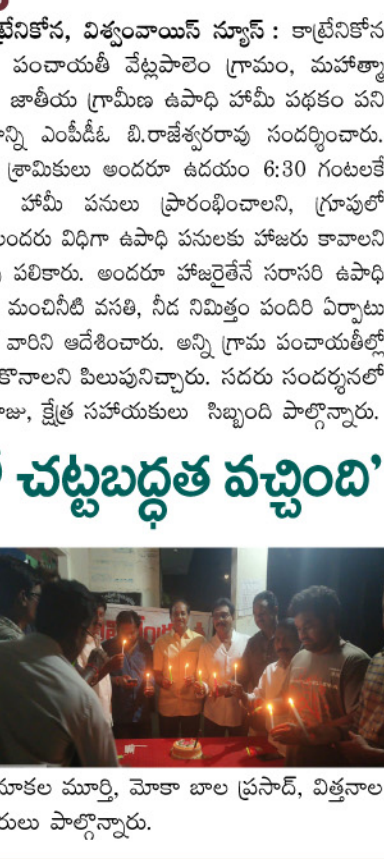 ట్రేనికోన, విశ్వంవాయిస్ న్యూస్ : కాట్రేనికోన
పంచాయతీ వేట్లపాలెం గ్రామం, మహాత్మా
జాతీయ గ్రామీణ ఉపాధి హామీ పథకం పని
ాన్ని ఎంపీడీఓ బి.రాజేశ్వరరావు సందర్శించారు.
శ్రామికులు అందరూ ఉదయం 6:30 గంటలకే
హామీ పనులు ప్రారంభించాలని, గ్రూపులో
ందరు విధిగా ఉపాధి పనులకు హాజరు కావాలని
పలికారు. అందరూ హాజరైతేనే సరాసరి ఉపాధి
మంచినీటి వసతి, నీడ నిమిత్తం పందిరి ఏర్పాటు
వారిని ఆదేశించారు. అన్ని గ్రామ పంచాయతీల్లో
కొనాలని పిలుపునిచ్చారు. సదరు సందర్శనలో
ాజు, క్షేత్ర సహాయకులు సిబ్బంది పాల్గొన్నారు.
చట్టబద్ధత వచ్చింది’
మాకల మూర్తి, మోకా బాల ప్రసాద్, విత్తనాల
రులు పాల్గొన్నారు.